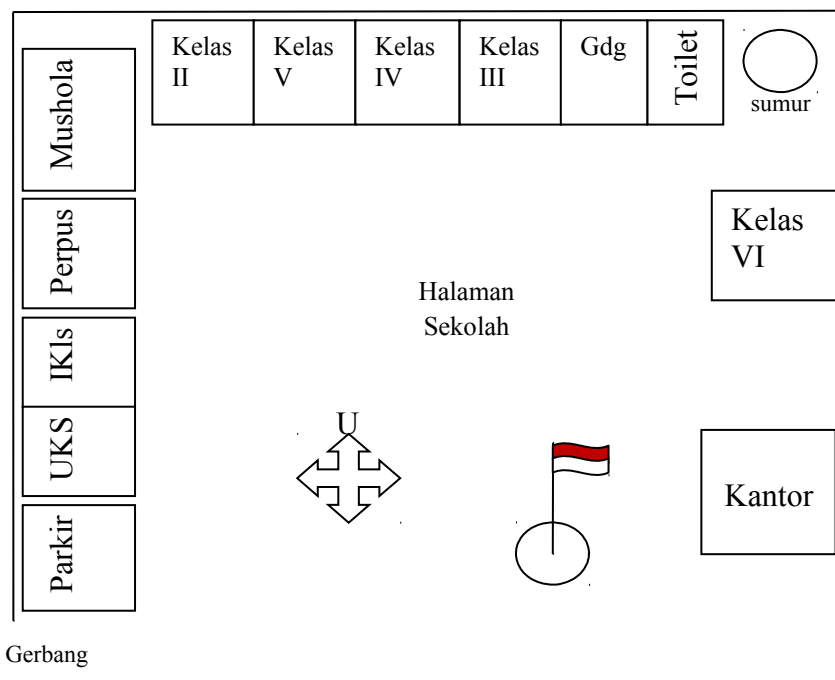 Kelas
II
Kelas
V
Kelas
IV
Kelas
III
Gdg
Toilet
sumur
Mushola
Perpus
IKls
UKS
Parkir
Kelas
VI
Halaman
Sekolah
U
Kantor
Gerbang